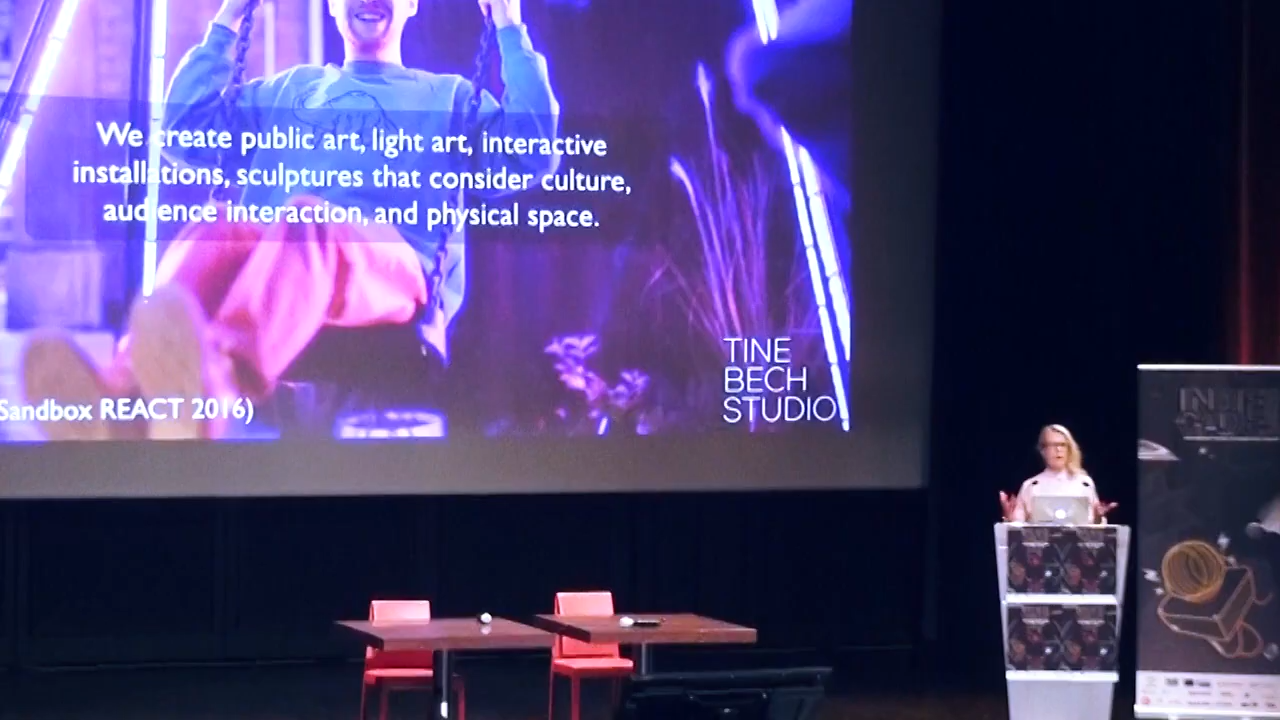 We create public art, light art, interactive
installations, sculptures that consider culture,
audience interaction, and physical space.
Sandbox REACT 2016)
TINE
BECH
STUDIO